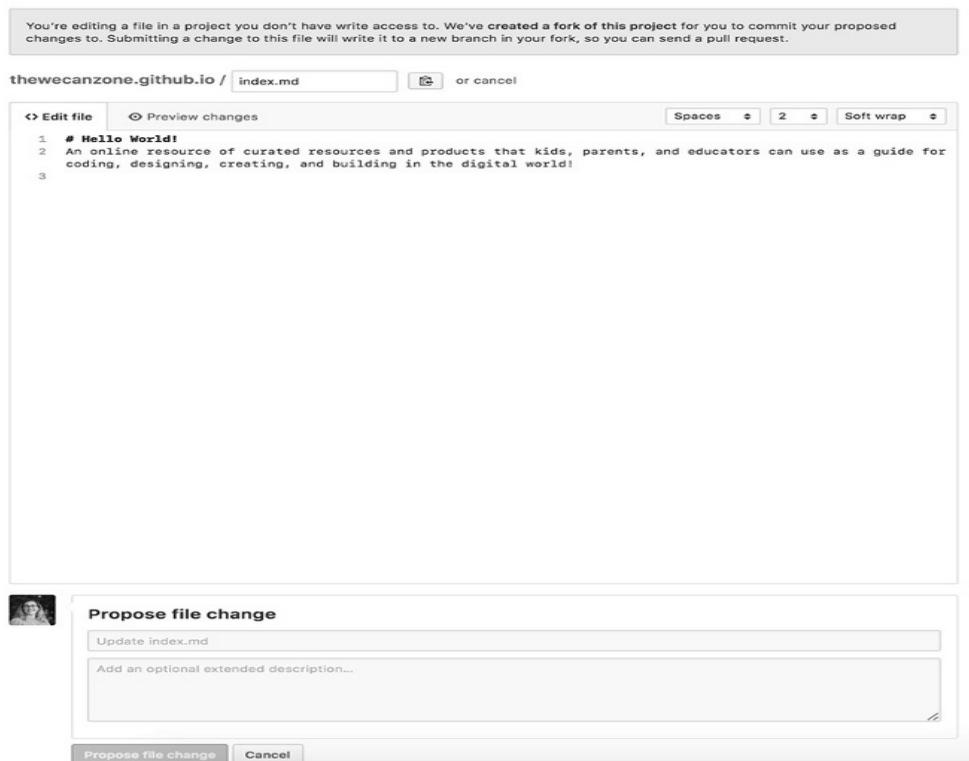 You're editing a file in a project you don't have write access to. We've created a fork of this project for you to commit your proposed
changes to. Submitting a change to this file will write it to a new branch in your fork, so you can send a pull request.
thewecanzone.github.io / index.md or cancel
<> Edit file Preview changes Spaces 2 Soft wrap
1 # Hello World!
2 An online resource of curated resources and products that kids, parents, and educators can use as a guide for
coding, designing, creating, and building in the digital world!
3
Propose file change
Update index.md
Add an optional extended description...
Propose file change Cancel